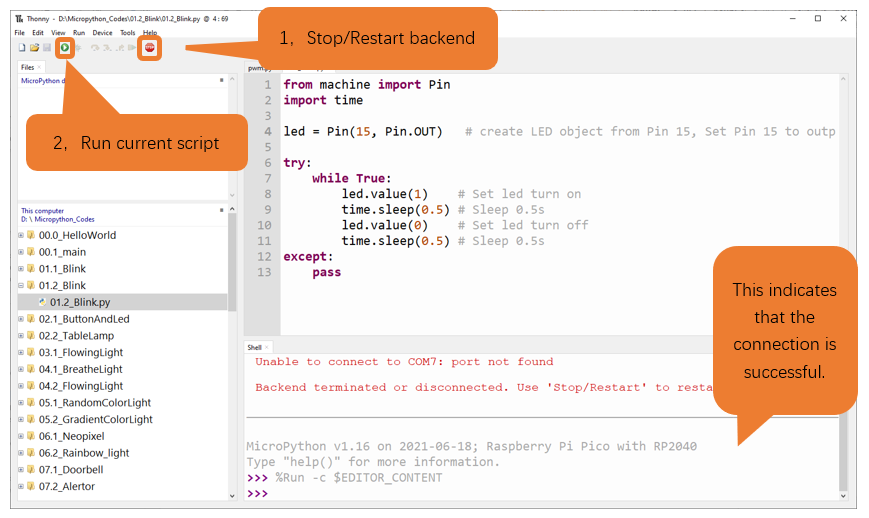 Thonny - D:\Micropython_Codes\01.2_Blink\01.2_Blink.py @ 4 : 69
File Edit View Run Device Tools Help
1, Stop/Restart backend
Files ×
MicroPython d
2, Run current script
This computer
D: \ Micropython_Codes
00.0_HelloWorld
00.1_main
01.1_Blink
01.2_Blink
01.2_Blink.py
02.1_ButtonAndLed
02.2_TableLamp
03.1_FlowingLight
04.1_BreatheLight
04.2_FlowingLight
05.1_RandomColorLight
05.2_GradientColorLight
06.1_Neopixel
06.2_Rainbow_light
07.1_Doorbell
07.2_Alertor
1 from machine import Pin
2 import time
3
4 led = Pin(15, Pin.OUT) # create LED object from Pin 15, Set Pin 15 to outp
5
6 try:
7 while True:
8 led.value(1) # Set led turn on
9 time.sleep(0.5) # Sleep 0.5s
10 led.value(0) # Set led turn off
11 time.sleep(0.5) # Sleep 0.5s
12 except:
13 pass
This indicates
that the
connection is
successful.
Shell ×
Unable to connect to COM7: port not found
Backend terminated or disconnected. Use 'Stop/Restart' to resta
MicroPython v1.16 on 2021-06-18; Raspberry Pi Pico with RP2040
Type "help()" for more information.
>>> %Run -c $EDITOR_CONTENT
>>>